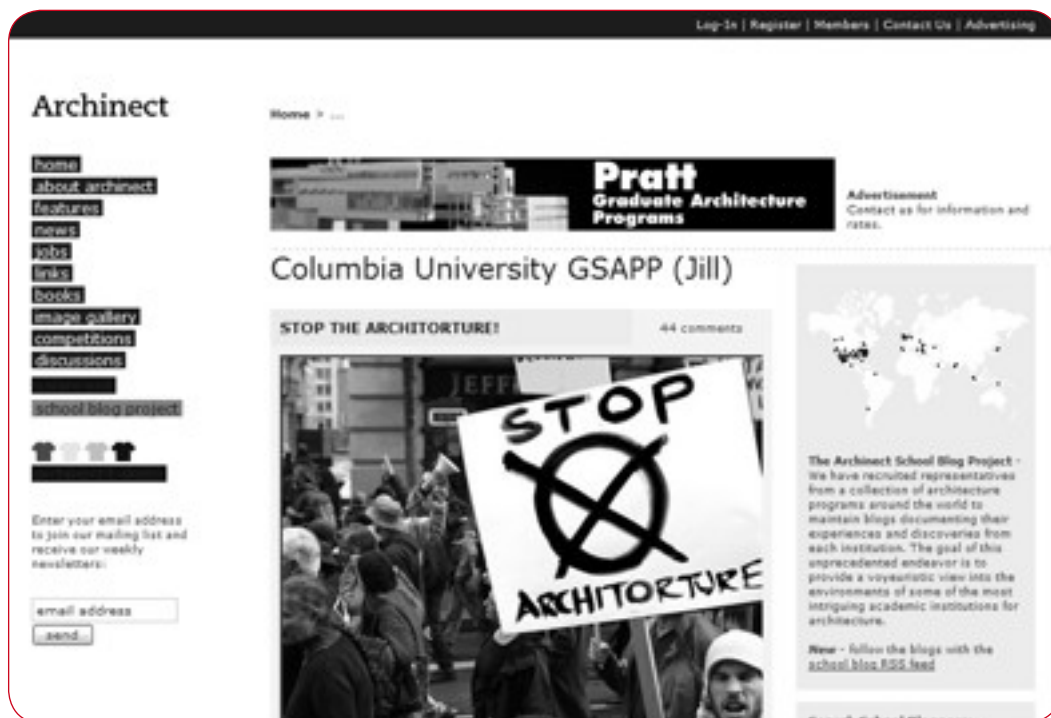 Log-In | Register | Members | Contact Us | Advertising
Archinect
Home > ...
home
about archinect
features
news
jobs
links
books
image gallery
competitions
discussions
school blog project
Enter your email address
to join our mailing list and
receive our weekly
newsletters:
email address
send
Pratt
Graduate Architecture
Programs
Advertisement
Contact us for information and
rates.
Columbia University GSAPP (Jill)
STOP THE ARCHITORTURE!
44 comments
JEFF
STOP
ARCHITORTURE
The Archinect School Blog Project -
We have recruited representatives
from a collection of architecture
programs around the world to
maintain blogs documenting their
experiences and discoveries from
each institution. The goal of this
unprecedented endeavor is to
provide a voyeuristic view into the
environments of some of the most
intriguing academic institutions for
architecture.
New - follow the blogs with the
school blog RSS feed